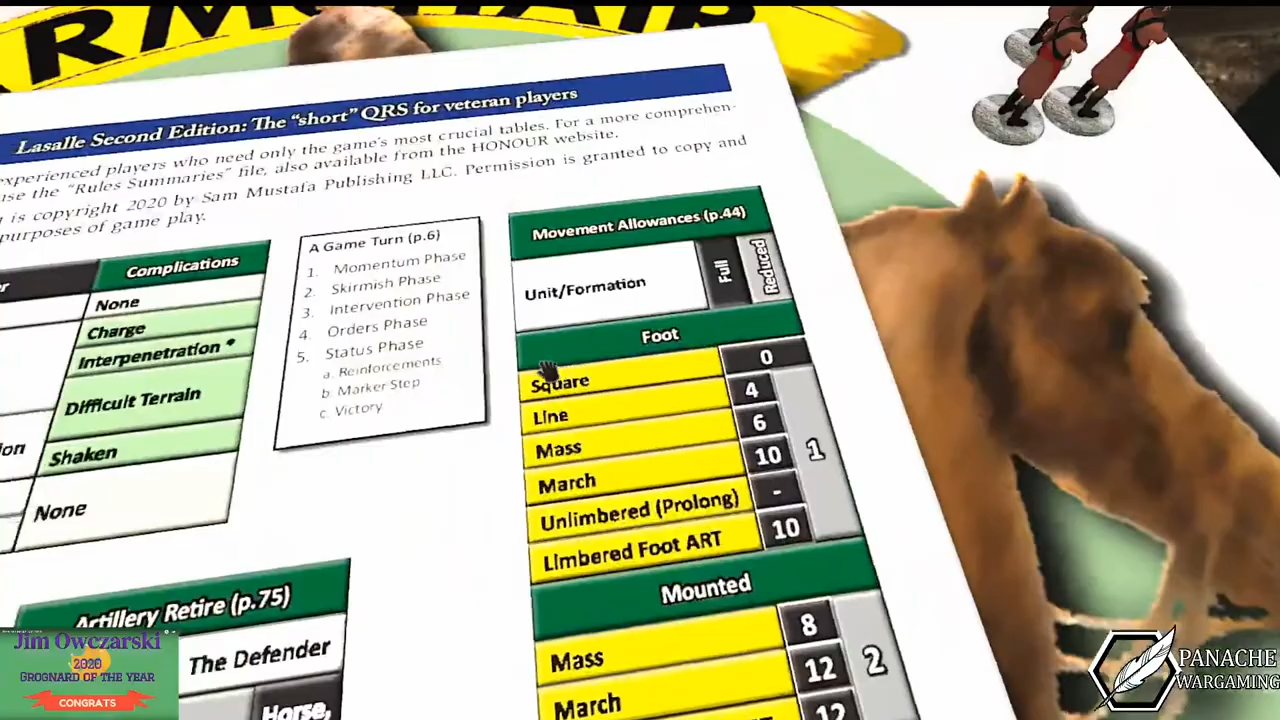 RMCHAIR
Lasalle Second Edition: The "short" QRS for veteran players
experienced players who need only the game's most crucial tables. For a more comprehen-
use the "Rules Summaries" file, also available from the HONOUR website.
g is copyright 2020 by Sam Mustafa Publishing LLC. Permission is granted to copy and
purposes of game play.
Complications
None
Charge
Interpenetration *
Difficult Terrain
ion
Shaken
None
A Game Turn (p.6)
1. Momentum Phase
2. Skirmish Phase
3. Intervention Phase
4. Orders Phase
5. Status Phase
a. Reinforcements
b. Marker Step
c. Victory
Movement Allowances (p.44)
Unit/Formation Full Reduced
Foot
Square 0
Line 4
Mass 6
March 10 1
Unlimbered (Prolong) -
Limbered Foot ART 10
Mounted
Mass 8
March 12 2
12
Artillery Retire (p.75)
The Defender
Horse,
Jim Owczarski
2020
GROGNARD OF THE YEAR
CONGRATS
PANACHE
WARGAMING